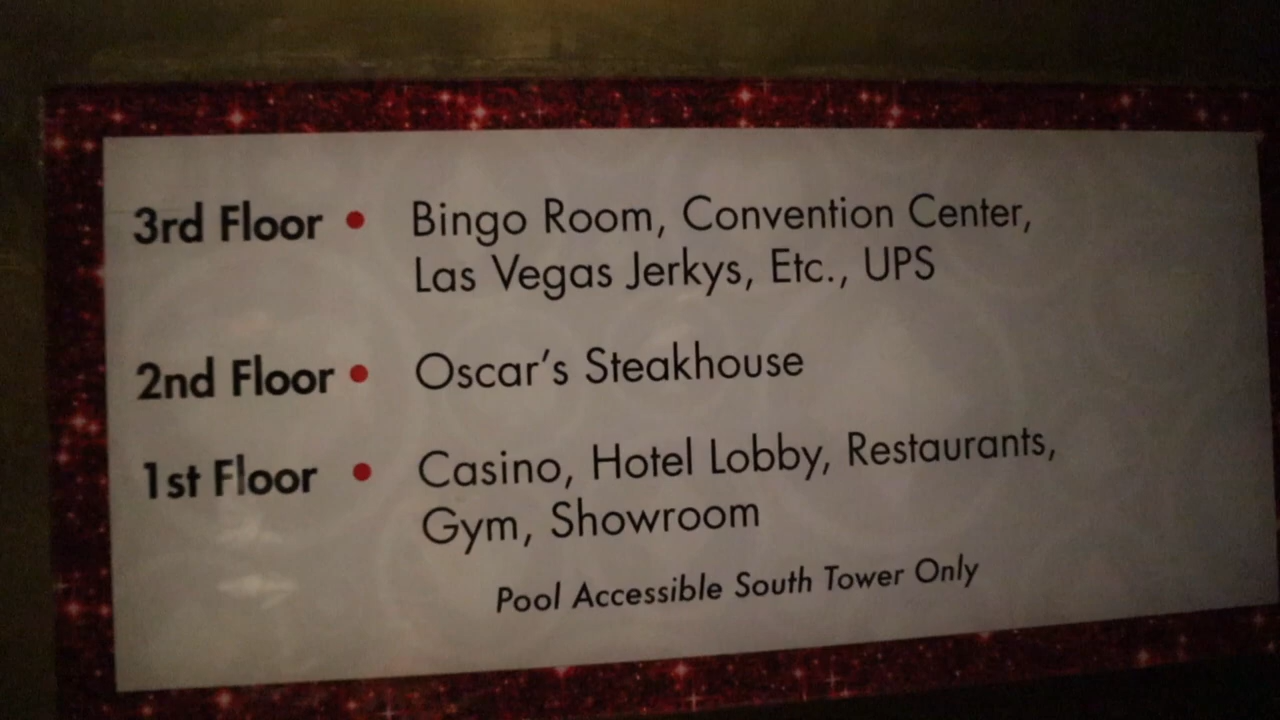 3rd Floor • Bingo Room, Convention Center,
Las Vegas Jerkys, Etc., UPS
2nd Floor • Oscar's Steakhouse
1st Floor • Casino, Hotel Lobby, Restaurants,
Gym, Showroom
Pool Accessible South Tower Only